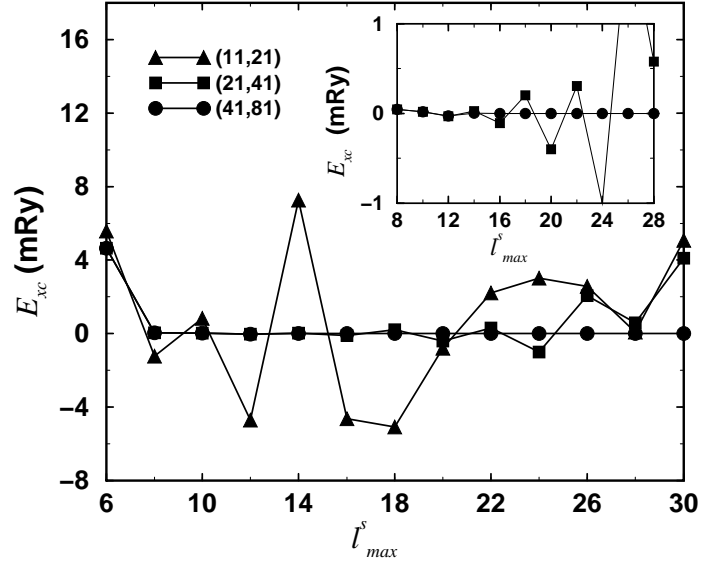 16
12
8
4
0
−4
−8
E_xc (mRy)
6 10 14 18 22 26 30
l^s_max
(11,21)
(21,41)
(41,81)
1
0
−1
E_xc (mRy)
8 12 16 20 24 28
l^s_max